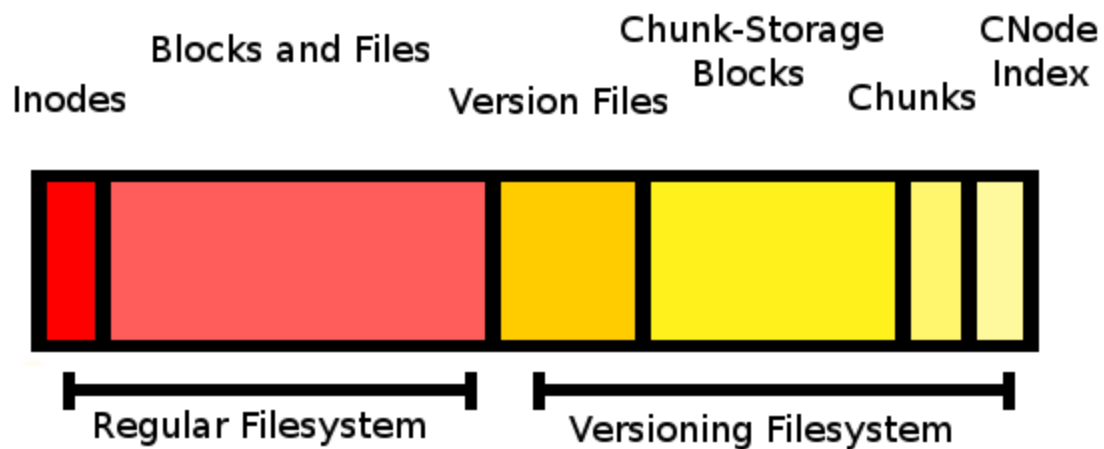 Inodes
Blocks and Files
Version Files
Chunk-Storage
Blocks
Chunks
CNode
Index
Regular Filesystem
Versioning Filesystem